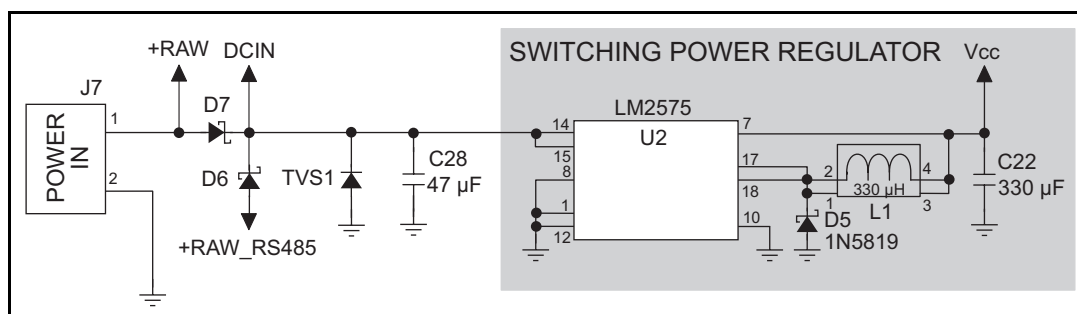 +RAW
DCIN
SWITCHING POWER REGULATOR
Vcc
J7
POWER
IN
1
2
D7
D6
TVS1
+RAW_RS485
C28
47 µF
LM2575
U2
14
15
8
1
12
7
17
18
10
2
1
4
3
330 µH
L1
D5
1N5819
C22
330 µF